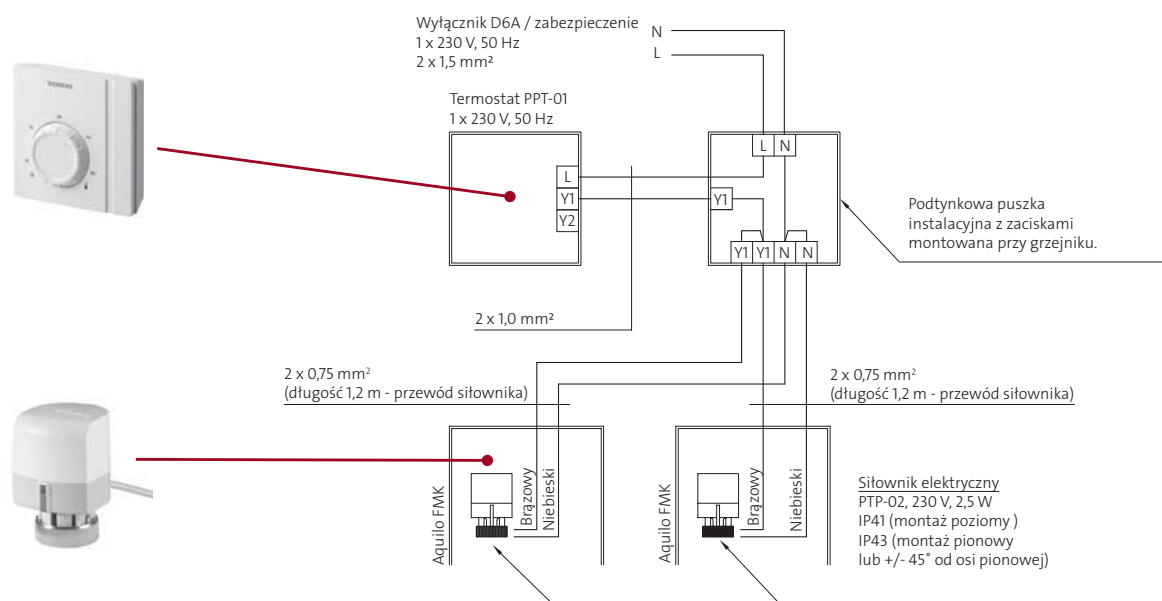 Wyłącznik D6A / zabezpieczenie
1 x 230 V, 50 Hz
2 x 1,5 mm²
N
L
SIEMENS
Termostat PPT-01
1 x 230 V, 50 Hz
L
Y1
Y2
L N
Y1
Y1 Y1 N N
Podtynkowa puszka
instalacyjna z zaciskami
montowana przy grzejniku.
2 x 1,0 mm²
2 x 0,75 mm²
(długość 1,2 m - przewód siłownika)
2 x 0,75 mm²
(długość 1,2 m - przewód siłownika)
Aquilo FMK
Brązowy
Niebieski
Aquilo FMK
Brązowy
Niebieski
Siłownik elektryczny
PTP-02, 230 V, 2,5 W
IP41 (montaż poziomy )
IP43 (montaż pionowy
lub +/- 45° od osi pionowej)